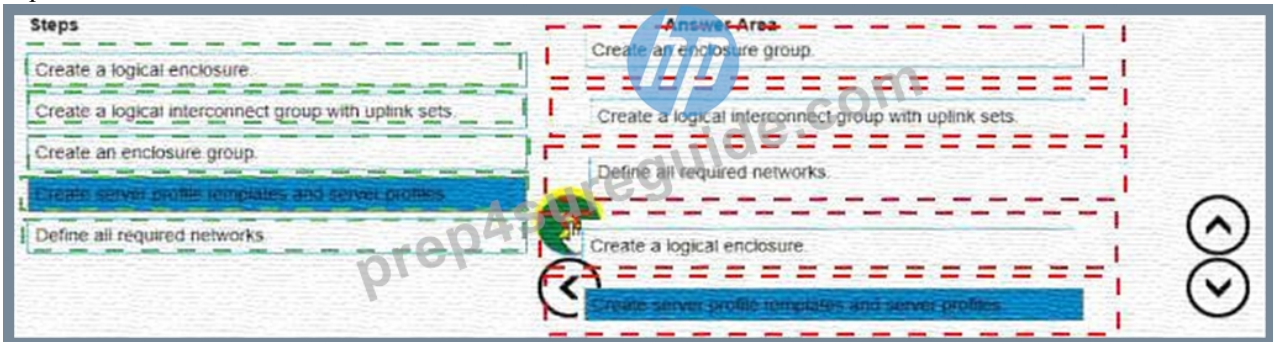 Steps
Create a logical enclosure.
Create a logical interconnect group with uplink sets.
Create an enclosure group.
Create server profile templates and server profiles.
Define all required networks.
Answer Area
Create an enclosure group.
Create a logical interconnect group with uplink sets.
Define all required networks.
Create a logical enclosure.
Create server profile templates and server profiles.
hp
prep4sureguide.com